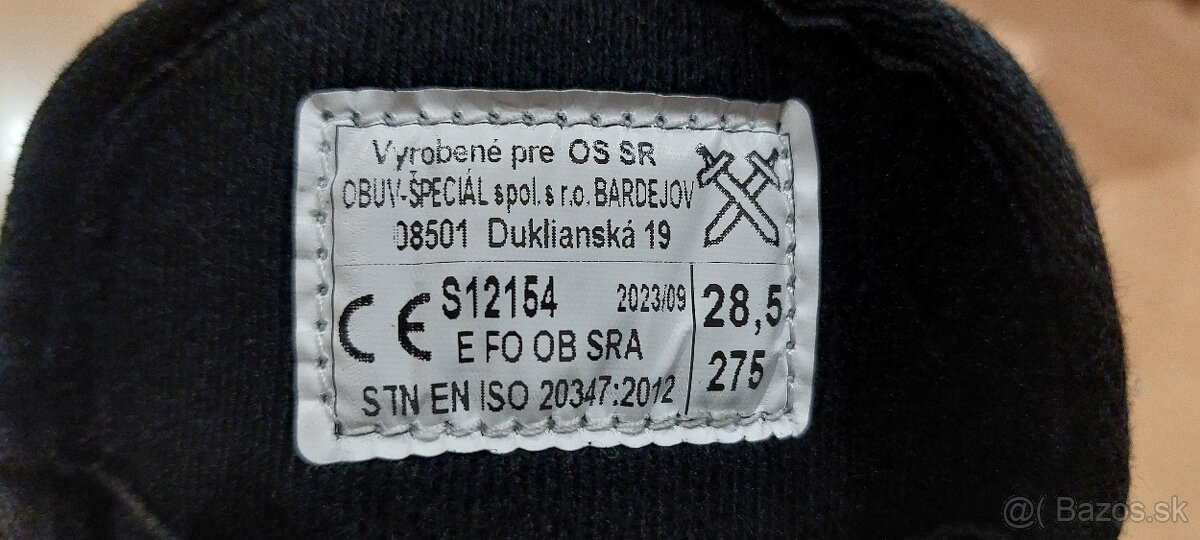 Vyrobené pre OS SR
OBUV-ŠPECIÁL spol. s r.o. BARDEJOV
08501 Duklianská 19
CE S12154 2023/09
E FO OB SRA
STN EN ISO 20347:2012
28,5
275
@( Bazos.sk